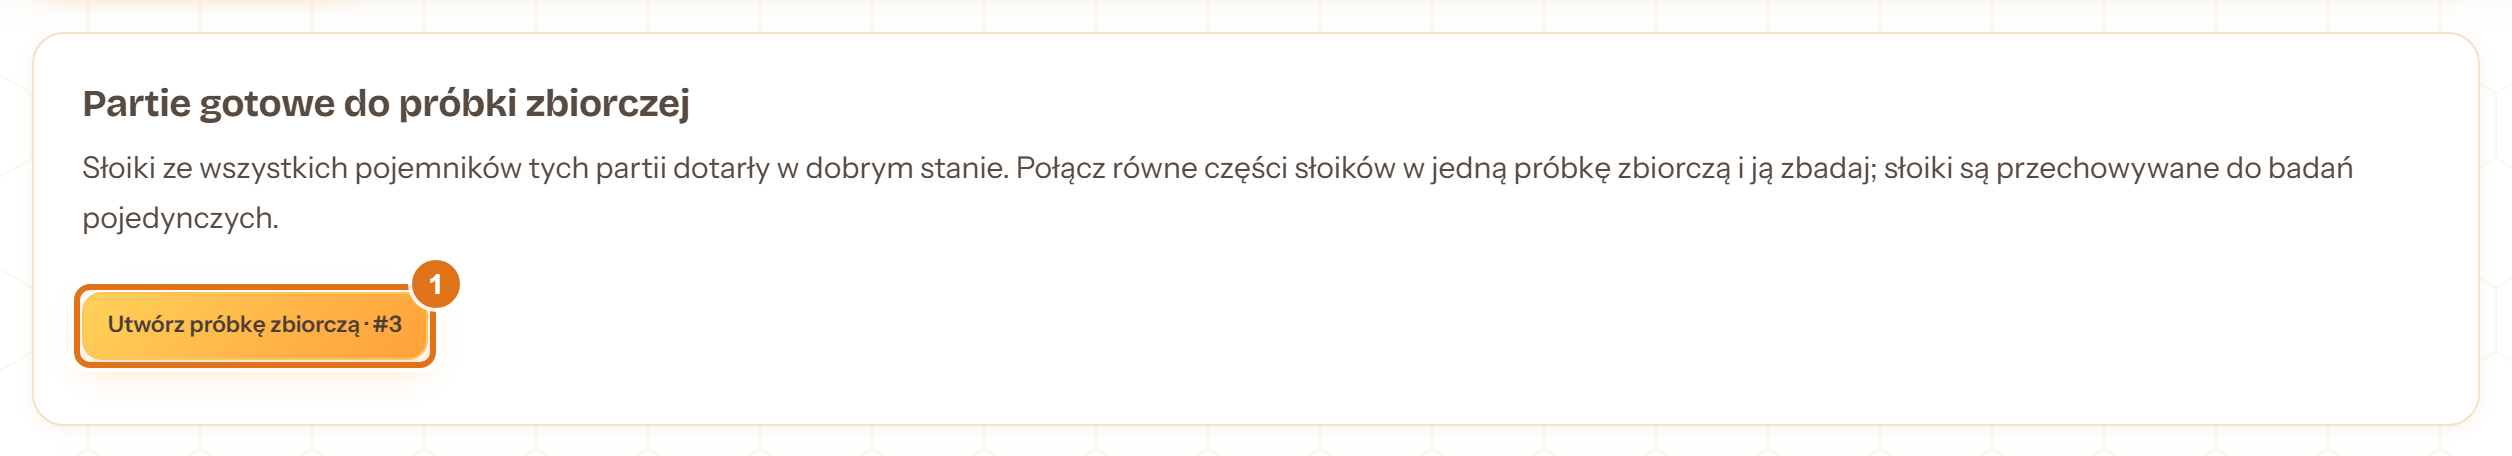 Partie gotowe do próbki zbiorczej
Słoiki ze wszystkich pojemników tych partii dotarły w dobrym stanie. Połącz równe części słoików w jedną próbkę zbiorczą i ją zbadaj; słoiki są przechowywane do badań
pojedynczych.
1
Utwórz próbkę zbiorczą · #3